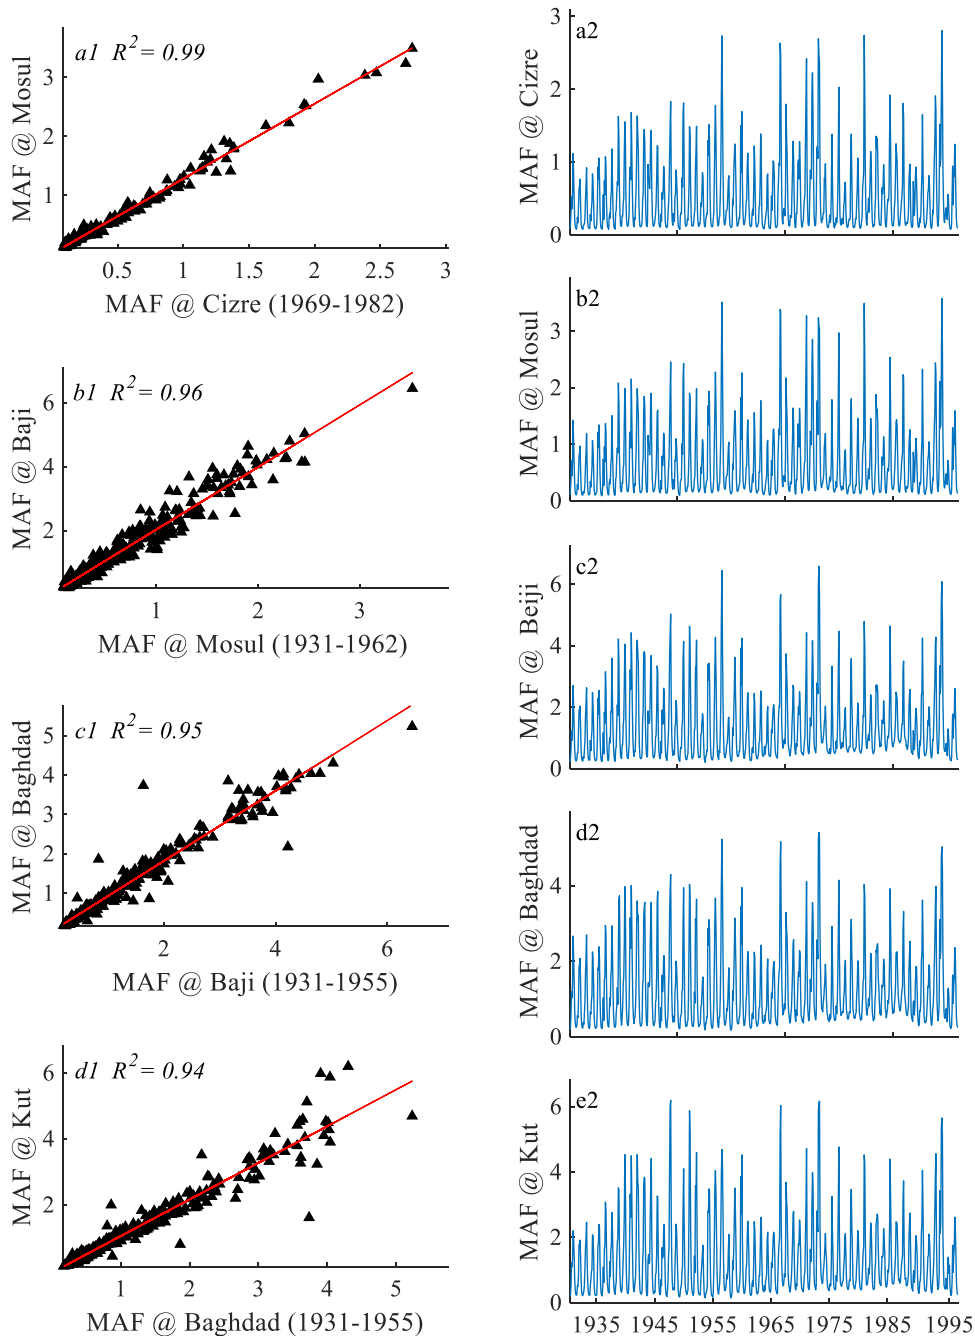 a1 R2 = 0.99
MAF @ Mosul
3
2
1
0.5 1 1.5 2 2.5 3
MAF @ Cizre (1969-1982)
b1 R2 = 0.96
MAF @ Baji
6
4
2
1 2 3
MAF @ Mosul (1931-1962)
c1 R2 = 0.95
MAF @ Baghdad
5
4
3
2
1
2 4 6
MAF @ Baji (1931-1955)
d1 R2 = 0.94
MAF @ Kut
6
4
2
1 2 3 4 5
MAF @ Baghdad (1931-1955)
a2
MAF @ Cizre
3
2
1
0
b2
MAF @ Mosul
3
2
1
0
c2
MAF @ Beiji
6
4
2
0
d2
MAF @ Baghdad
4
2
0
e2
MAF @ Kut
6
4
2
0
1935 1945 1955 1965 1975 1985 1995